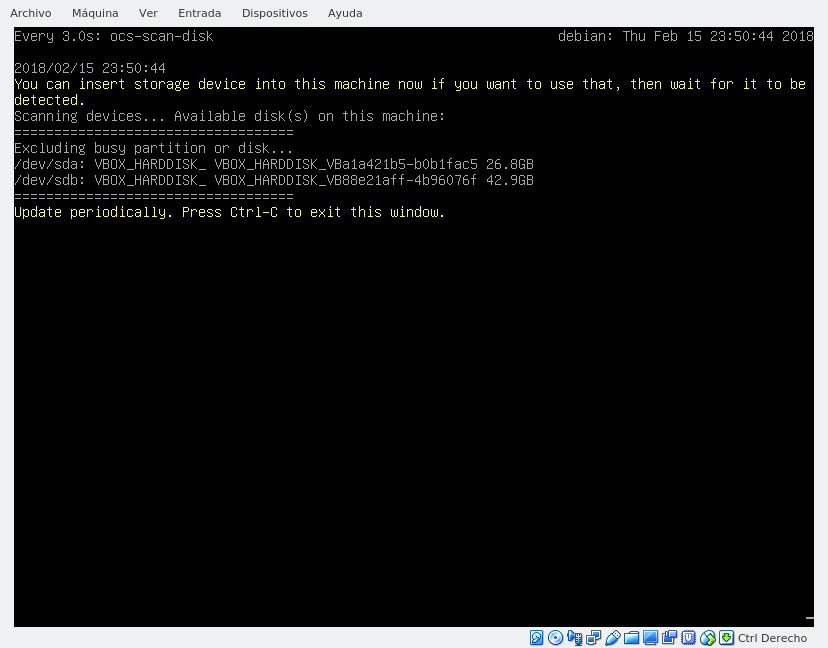 Archivo Máquina Ver Entrada Dispositivos Ayuda
Every 3.0s: ocs-scan-disk debian: Thu Feb 15 23:50:44 2018
2018/02/15 23:50:44
You can insert storage device into this machine now if you want to use that, then wait for it to be
detected.
Scanning devices... Available disk(s) on this machine:
===================================
Excluding busy partition or disk...
/dev/sda: VBOX_HARDDISK_ VBOX_HARDDISK_VBa1a421b5-b0b1fac5 26.8GB
/dev/sdb: VBOX_HARDDISK_ VBOX_HARDDISK_VB88e21aff-4b96076f 42.9GB
===================================
Update periodically. Press Ctrl-C to exit this window.
Ctrl Derecho